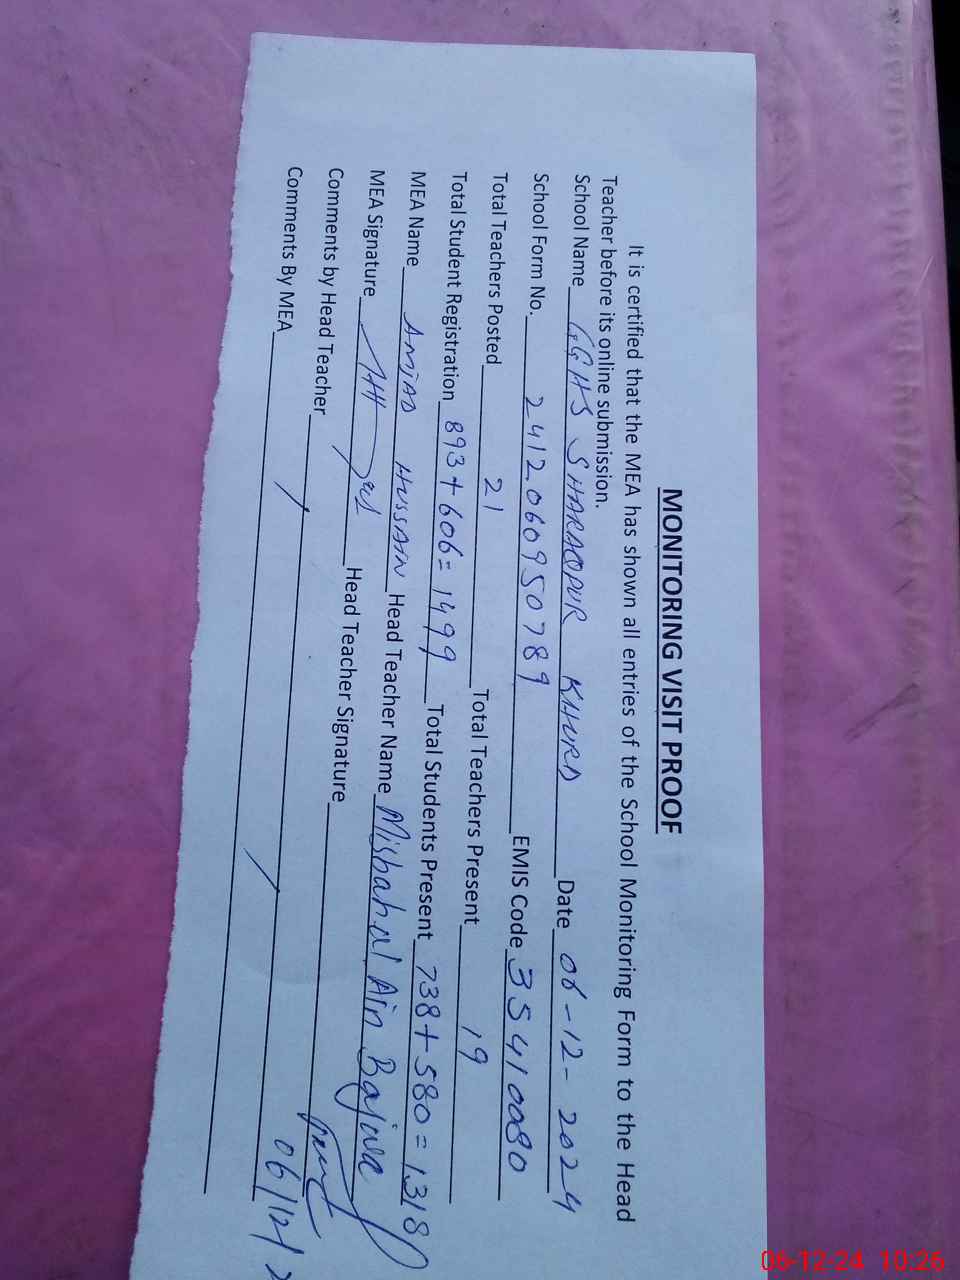 MONITORING VISIT PROOF
It is certified that the MEA has shown all entries of the School Monitoring Form to the Head
Teacher before its online submission.
School Name GGHS SHARAQPUR KHURD Date 06-12-2024
School Form No. 2412060950789 EMIS Code 35410080
Total Teachers Posted 21 Total Teachers Present 19
Total Student Registration 893+606=1499 Total Students Present 738+580=1318
MEA Name AMJAD HUSSAIN Head Teacher Name Misbah.ul Ain Bajwa
MEA Signature Head Teacher Signature
Comments by Head Teacher
Comments By MEA 06/12/
06-12-24 10:26